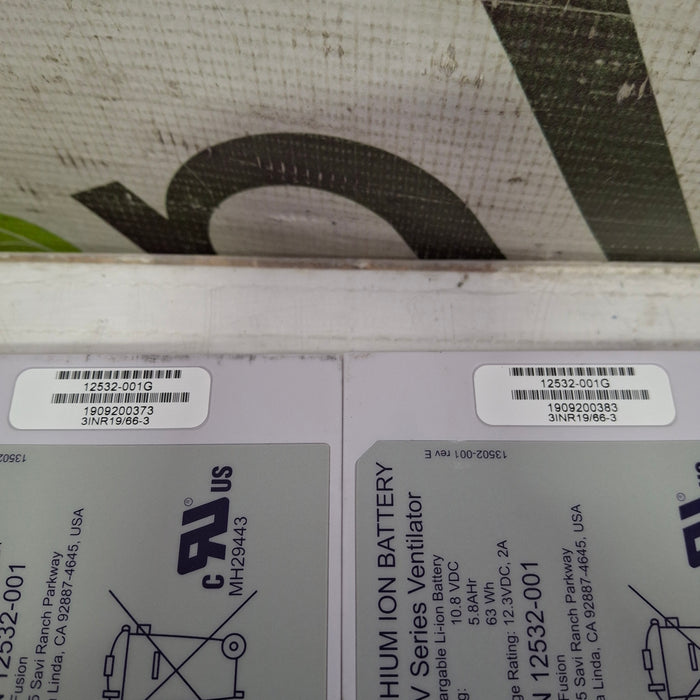 12532-001G
1909200373
3INR19/66-3
12532-001G
1909200383
3INR19/66-3
13502
c RU US
MH29443
12532-001
Fusion
5 Savi Ranch Parkway
Linda, CA 92887-4645, USA
13502-001 rev E
HIUM ION BATTERY
V Series Ventilator
argable Li-ion Battery
10.8 VDC
5.8AHr
63 Wh
ge Rating: 12.3VDC, 2A
12532-001
Fusion
5 Savi Ranch Parkway
Linda, CA 92887-4645, USA